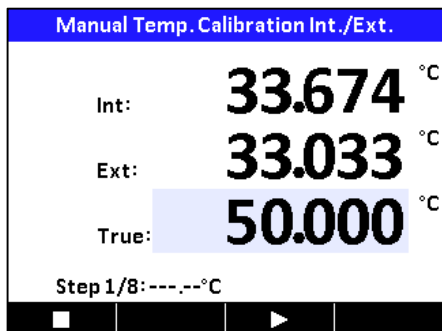 Manual Temp.Calibration Int./Ext.
Int: 33.674 °C
Ext: 33.033 °C
True: 50.000 °C
Step 1/8:---.--°C